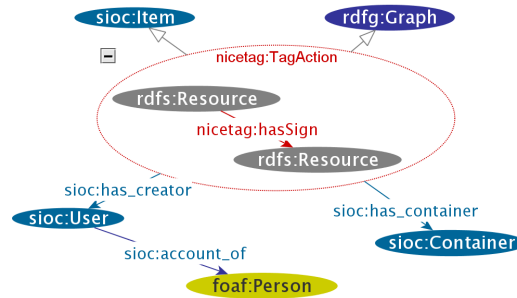 sioc:Item
rdfg:Graph
nicetag:TagAction
rdfs:Resource
nicetag:hasSign
rdfs:Resource
sioc:has_creator
sioc:has_container
sioc:User
sioc:Container
sioc:account_of
foaf:Person